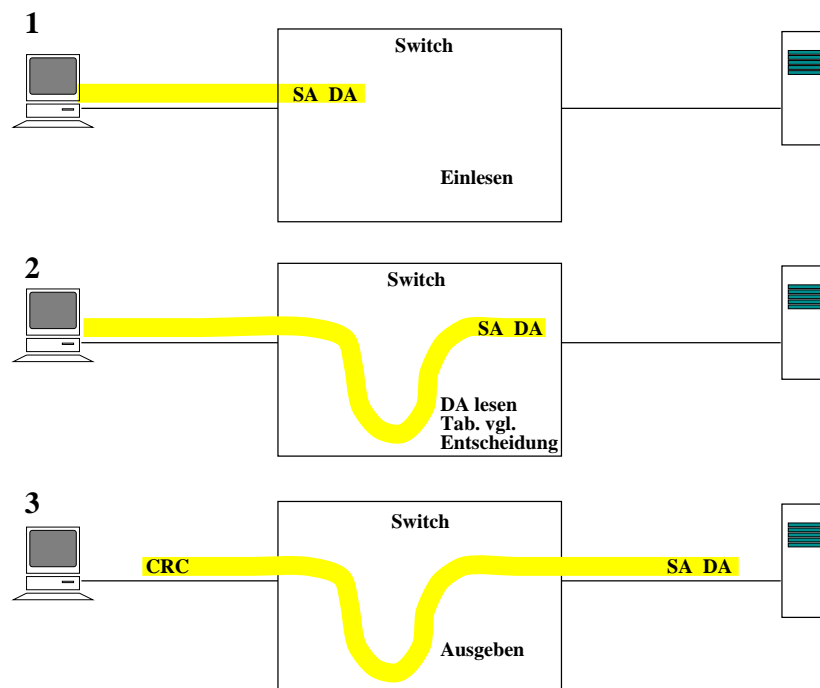 1
Switch
SA DA
Einlesen
2
Switch
SA DA
DA lesen
Tab. vgl.
Entscheidung
3
Switch
CRC
SA DA
Ausgeben